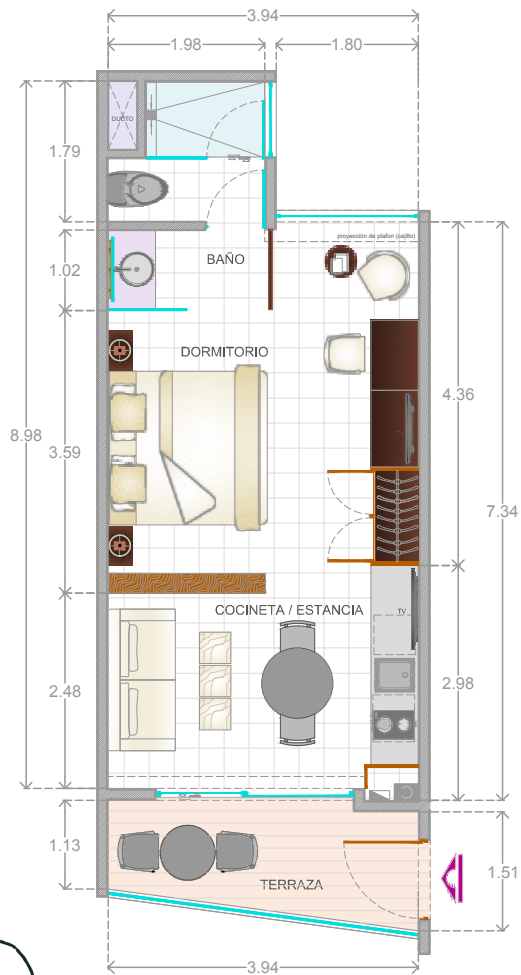 3.94
1.98
1.80
DUCTO
1.79
proyección de plafon (cajillo)
BAÑO
1.02
DORMITORIO
4.36
TV
8.98
3.59
7.34
COCINETA / ESTANCIA
TV
2.48
2.98
C
1.13
1.51
TERRAZA
3.94